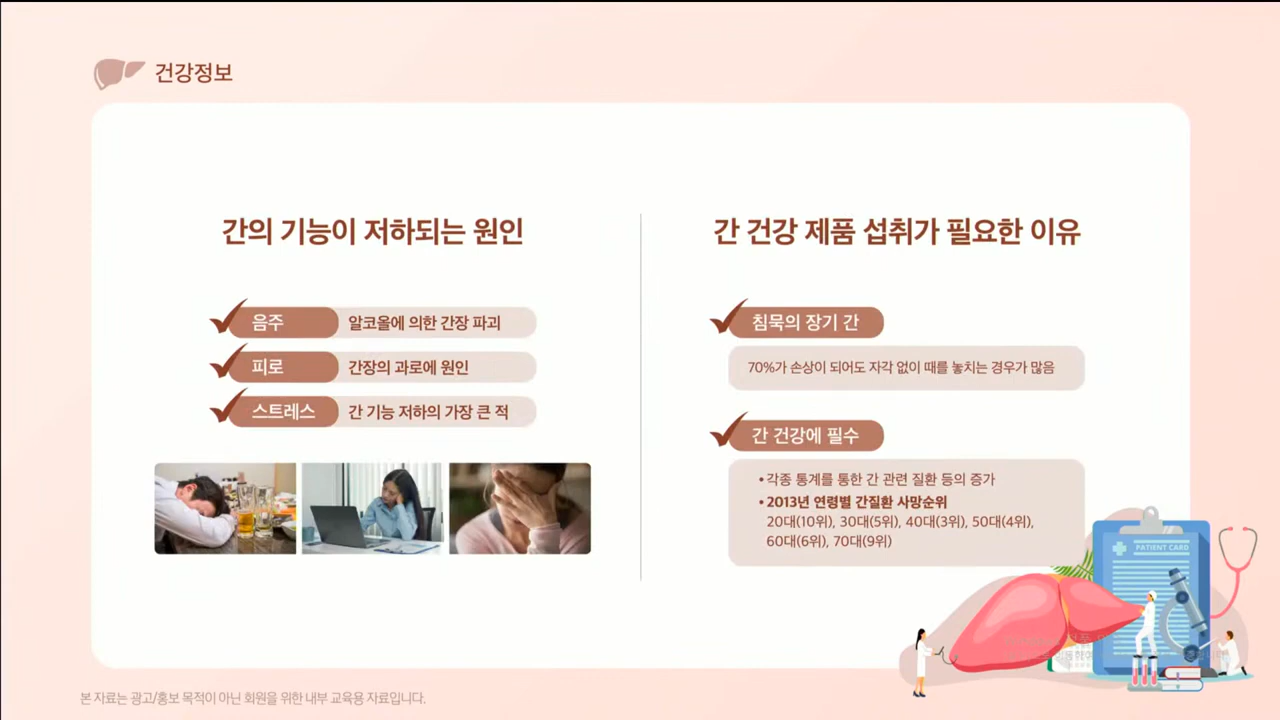 건강정보
간의 기능이 저하되는 원인
음주 알코올에 의한 간장 파괴
피로 간장의 과로에 원인
스트레스 간 기능 저하의 가장 큰 적
간 건강 제품 섭취가 필요한 이유
침묵의 장기 간
70%가 손상이 되어도 자각 없이 때를 놓치는 경우가 많음
간 건강에 필수
• 각종 통계를 통한 간 관련 질환 등의 증가
• 2013년 연령별 간질환 사망순위
20대(10위), 30대(5위), 40대(3위), 50대(4위),
60대(6위), 70대(9위)
PATIENT CARD
본 자료는 광고/홍보 목적이 아닌 회원을 위한 내부 교육용 자료입니다.